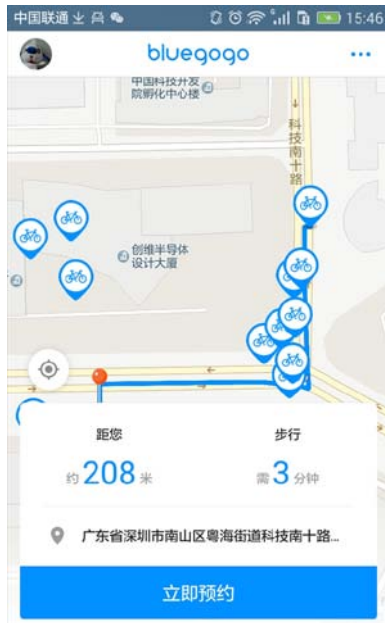 中国联通 15:46
bluegogo
中国科技开发
院孵化中心楼
科技南十路
创维半导体
设计大厦
距您 步行
约208米 需3分钟
广东省深圳市南山区粤海街道科技南十路...
立即预约